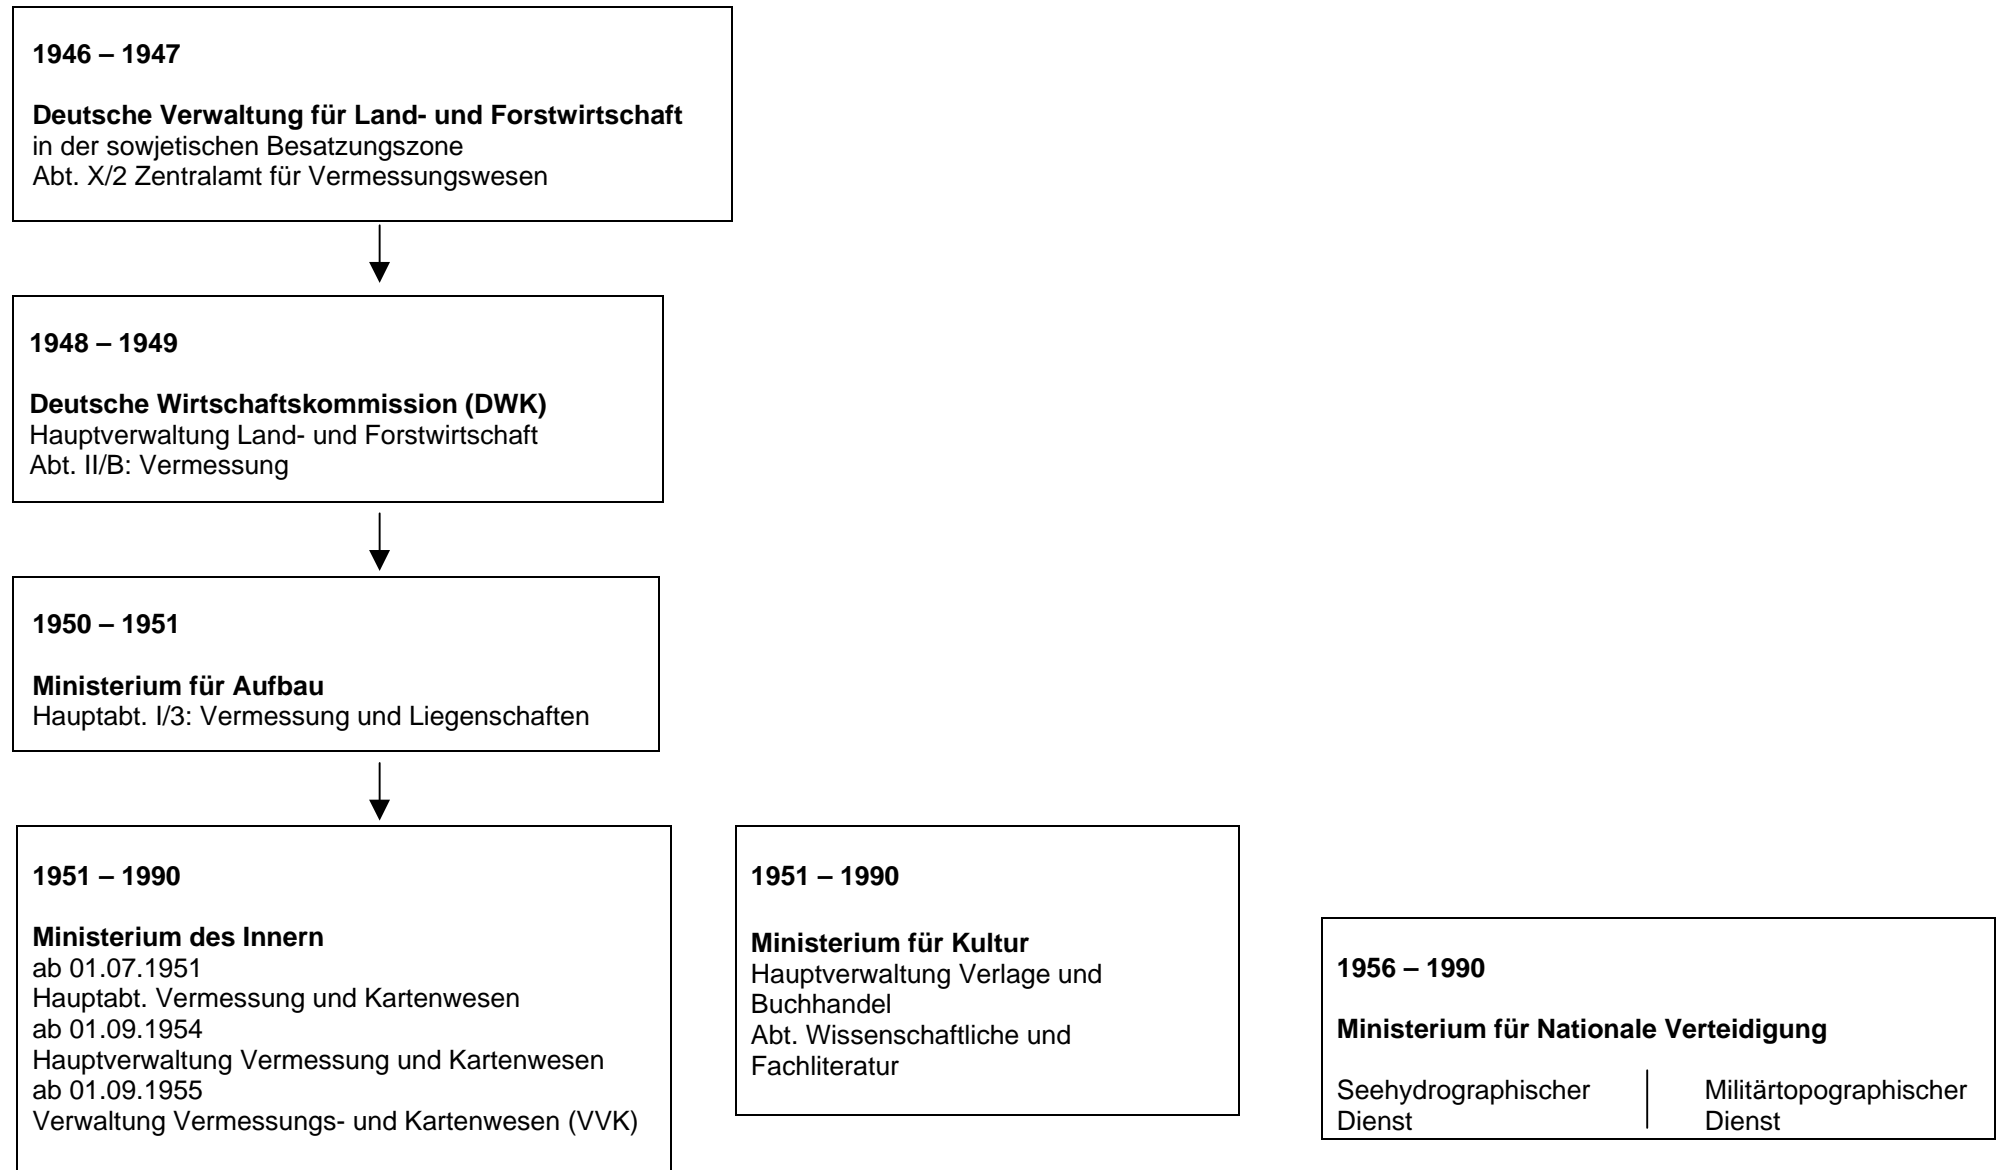 1946 – 1947
Deutsche Verwaltung für Land- und Forstwirtschaft
in der sowjetischen Besatzungszone
Abt. X/2 Zentralamt für Vermessungswesen
1948 – 1949
Deutsche Wirtschaftskommission (DWK)
Hauptverwaltung Land- und Forstwirtschaft
Abt. II/B: Vermessung
1950 – 1951
Ministerium für Aufbau
Hauptabt. I/3: Vermessung und Liegenschaften
1951 – 1990
Ministerium des Innern
ab 01.07.1951
Hauptabt. Vermessung und Kartenwesen
ab 01.09.1954
Hauptverwaltung Vermessung und Kartenwesen
ab 01.09.1955
Verwaltung Vermessungs- und Kartenwesen (VVK)
1951 – 1990
Ministerium für Kultur
Hauptverwaltung Verlage und
Buchhandel
Abt. Wissenschaftliche und
Fachliteratur
1956 – 1990
Ministerium für Nationale Verteidigung
Seehydrographischer
Dienst
Militärtopographischer
Dienst